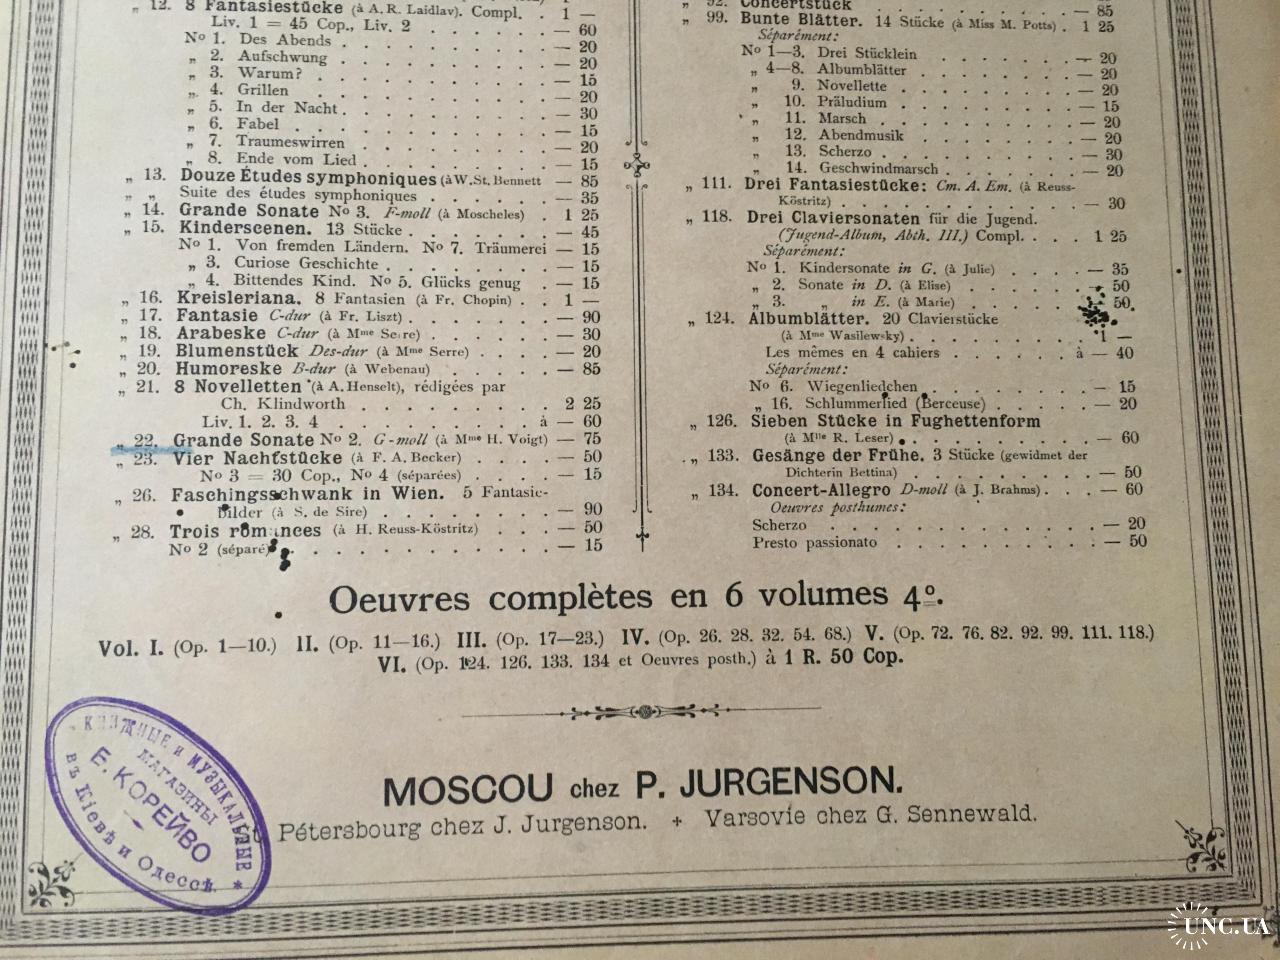 „ 12. 8 Fantasiestücke (à A. R. Laidlav). Compl. . 1 —
Liv. 1 = 45 Cop., Liv. 2 . . . . . . — 60
No 1. Des Abends . . . . . . . — 20
„ 2. Aufschwung . . . . . . . — 20
„ 3. Warum? . . . . . . . . — 15
„ 4. Grillen . . . . . . . . — 20
„ 5. In der Nacht . . . . . . . — 30
„ 6. Fabel . . . . . . . . — 15
„ 7. Traumeswirren . . . . . . — 20
„ 8. Ende vom Lied . . . . . . — 15
„ 13. Douze Études symphoniques (à W. St. Bennett — 85
„ „ Suite des études symphoniques . . . . — 35
„ 14. Grande Sonate No 3. F-moll (à Moscheles) . 1 25
„ 15. Kinderscenen. 13 Stücke . . . . . . — 45
No 1. Von fremden Ländern. No 7. Träumerei — 15
„ 3. Curiose Geschichte . . . . . . — 15
„ 4. Bittendes Kind. No 5. Glücks genug . — 15
„ 16. Kreisleriana. 8 Fantasien (à Fr. Chopin) . . 1 —
„ 17. Fantasie C-dur (à Fr. Liszt) . . . . . — 90
„ 18. Arabeske C-dur (à Mme Serre) . . . . — 30
„ 19. Blumenstück Des-dur (à Mme Serre) . . . — 20
„ 20. Humoreske B-dur (à Webenau) . . . . — 85
„ 21. 8 Novelletten (à A. Henselt), rédigées par
Ch. Klindworth . . . . . . . . 2 25
Liv. 1. 2. 3. 4 . . . . . . . . à — 60
„ 22. Grande Sonate No 2. G-moll (à Mme H. Voigt) — 75
„ 23. Vier Nachtstücke (à F. A. Becker) . . . . — 50
No 3 = 30 Cop., No 4 (séparées) . . . . — 15
„ 26. Faschingsschwank in Wien. 5 Fantasie-
Bilder (à S. de Sire) . . . . . . . — 90
„ 28. Trois romances (à H. Reuss-Köstritz) . . . — 50
No 2 (séparé) . . . . . . . . . — 15
„ 92. Concertstück . . . . . . . . — 85
„ 99. Bunte Blätter. 14 Stücke (à Miss M. Potts) . 1 25
Séparément:
No 1—3. Drei Stücklein . . . . . . — 20
„ 4—8. Albumblätter . . . . . . — 20
„ 9. Novellette . . . . . . . — 20
„ 10. Präludium . . . . . . . — 15
„ 11. Marsch . . . . . . . . — 20
„ 12. Abendmusik . . . . . . . — 20
„ 13. Scherzo . . . . . . . . — 30
„ 14. Geschwindmarsch . . . . . . — 20
„ 111. Drei Fantasiestücke: Cm. A. Em. (à Reuss-
Köstritz) . . . . . . . . . — 30
„ 118. Drei Claviersonaten für die Jugend.
(Jugend-Album, Abth. III.) Compl. . . . 1 25
Séparément:
No 1. Kindersonate in G. (à Julie) . . . . — 35
„ 2. Sonate in D. (à Elise) . . . . . — 50
„ 3. „ in E. (à Marie) . . . . . — 50
„ 124. Albumblätter. 20 Clavierstücke
(à Mme Wasilewsky) . . . . . . . 1 —
Les mêmes en 4 cahiers . . . . . . à — 40
Séparément:
No 6. Wiegenliedchen . . . . . . . — 15
„ 16. Schlummerlied (Berceuse) . . . . — 20
„ 126. Sieben Stücke in Fughettenform
(à Mlle R. Leser) . . . . . . . . — 60
„ 133. Gesänge der Frühe. 3 Stücke (gewidmet der
Dichterin Bettina) . . . . . . . . — 50
„ 134. Concert-Allegro D-moll (à J. Brahms) . . . — 60
Oeuvres posthumes:
Scherzo . . . . . . . . . . — 20
Presto passionato . . . . . . . . — 50
Oeuvres complètes en 6 volumes 4o.
Vol. I. (Op. 1—10.) II. (Op. 11—16.) III. (Op. 17—23.) IV. (Op. 26. 28. 32. 54. 68.) V. (Op. 72. 76. 82. 92. 99. 111. 118.)
VI. (Op. 124. 126. 133. 134 et Oeuvres posth.) à 1 R. 50 Cop.
MOSCOU chez P. JURGENSON.
St Pétersbourg chez J. Jurgenson. + Varsovie chez G. Sennewald.
КНИЖНЫЕ и МУЗЫКАЛЬНЫЕ
МАГАЗИНЫ
Б. КОРЕЙВО
въ Кіевѣ и Одессѣ *
UNC.UA